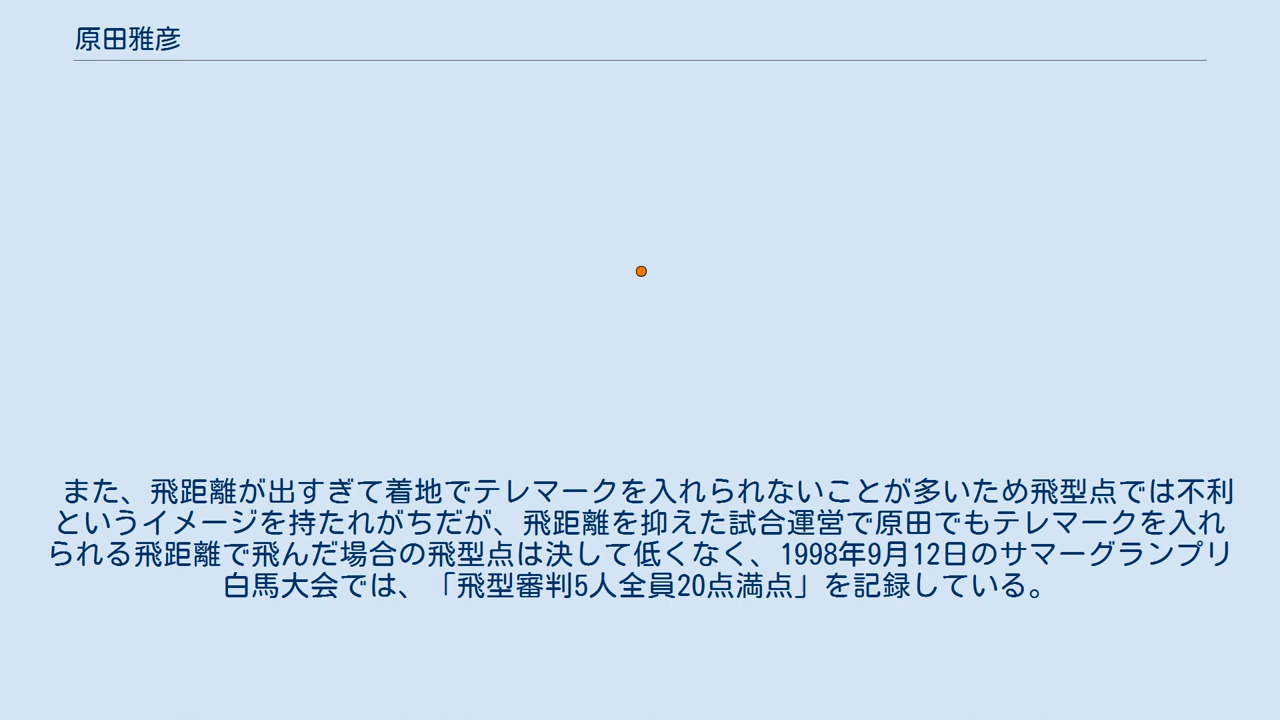 原田雅彦
また、飛距離が出すぎて着地でテレマークを入れられないことが多いため飛型点では不利
というイメージを持たれがちだが、飛距離を抑えた試合運営で原田でもテレマークを入れ
られる飛距離で飛んだ場合の飛型点は決して低くなく、1998年9月12日のサマーグランプリ
白馬大会では、「飛型審判5人全員20点満点」を記録している。